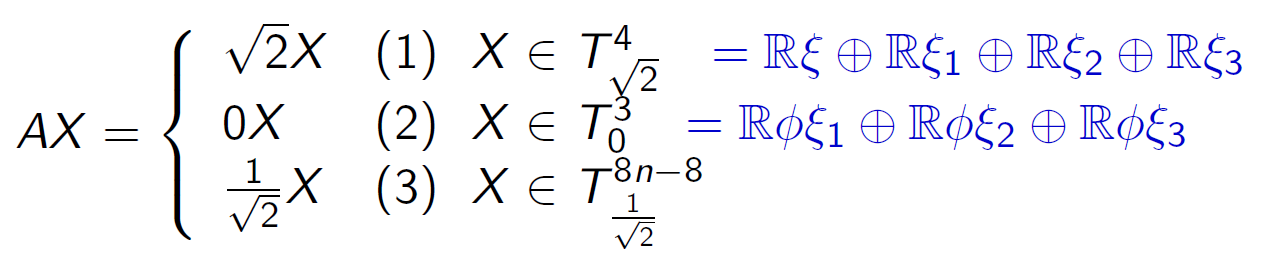 √2X (1) X ∈ T^4_{√2} = ℝξ ⊕ ℝξ₁ ⊕ ℝξ₂ ⊕ ℝξ₃
AX = { 0X (2) X ∈ T^3_0 = ℝϕξ₁ ⊕ ℝϕξ₂ ⊕ ℝϕξ₃
1/√2 X (3) X ∈ T^{8n−8}_{1/√2}